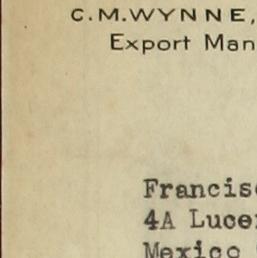 C.M.WYNNE,
Export Man
Francis
4A Luce
Mexico